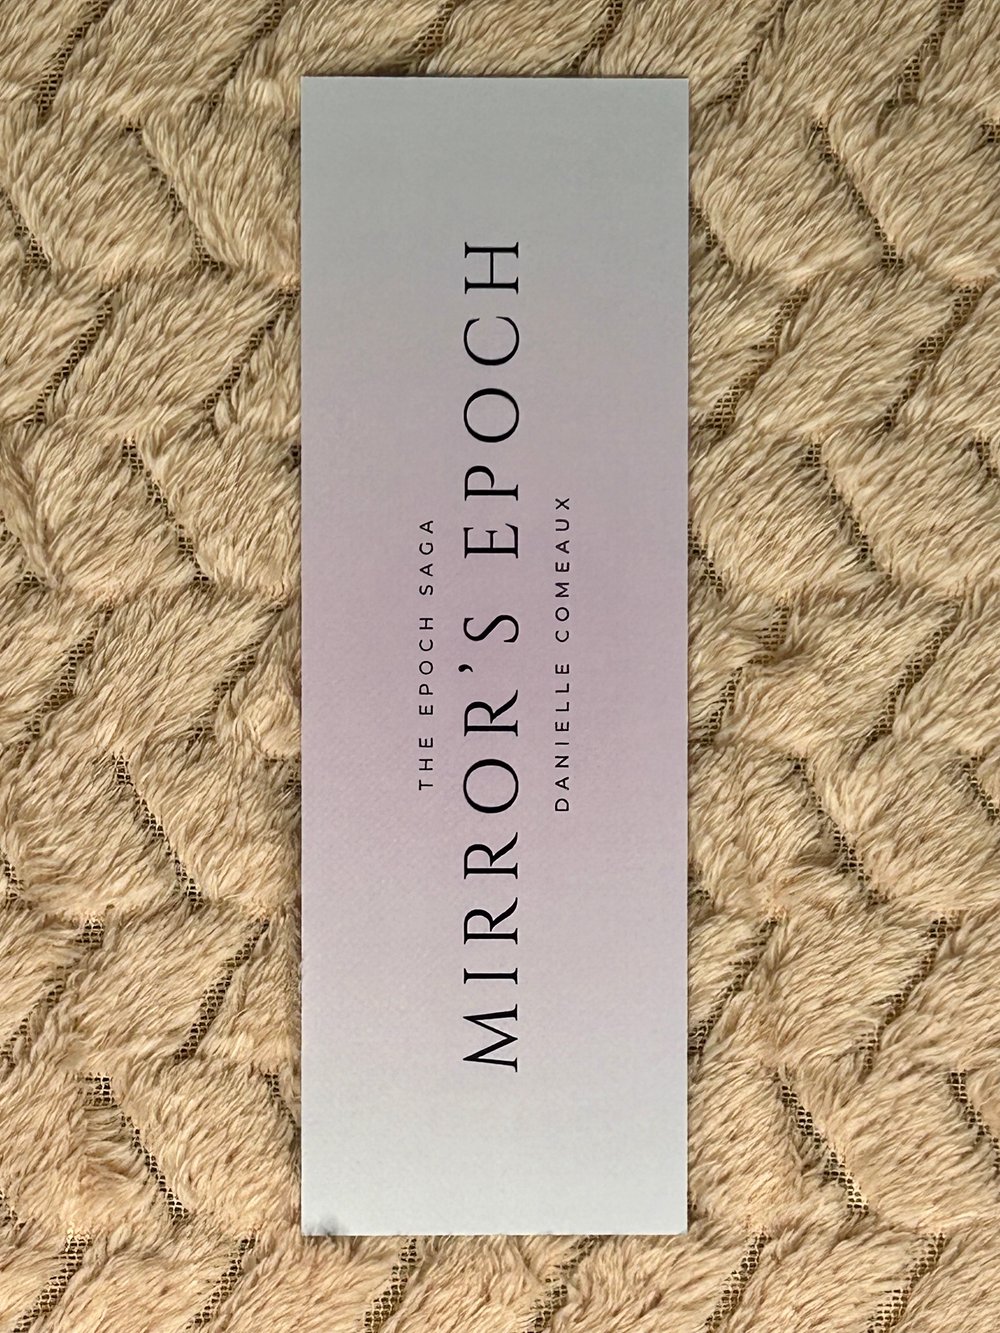 THE EPOCH SAGA
MIRROR'S EPOCH
DANIELLE COMEAUX